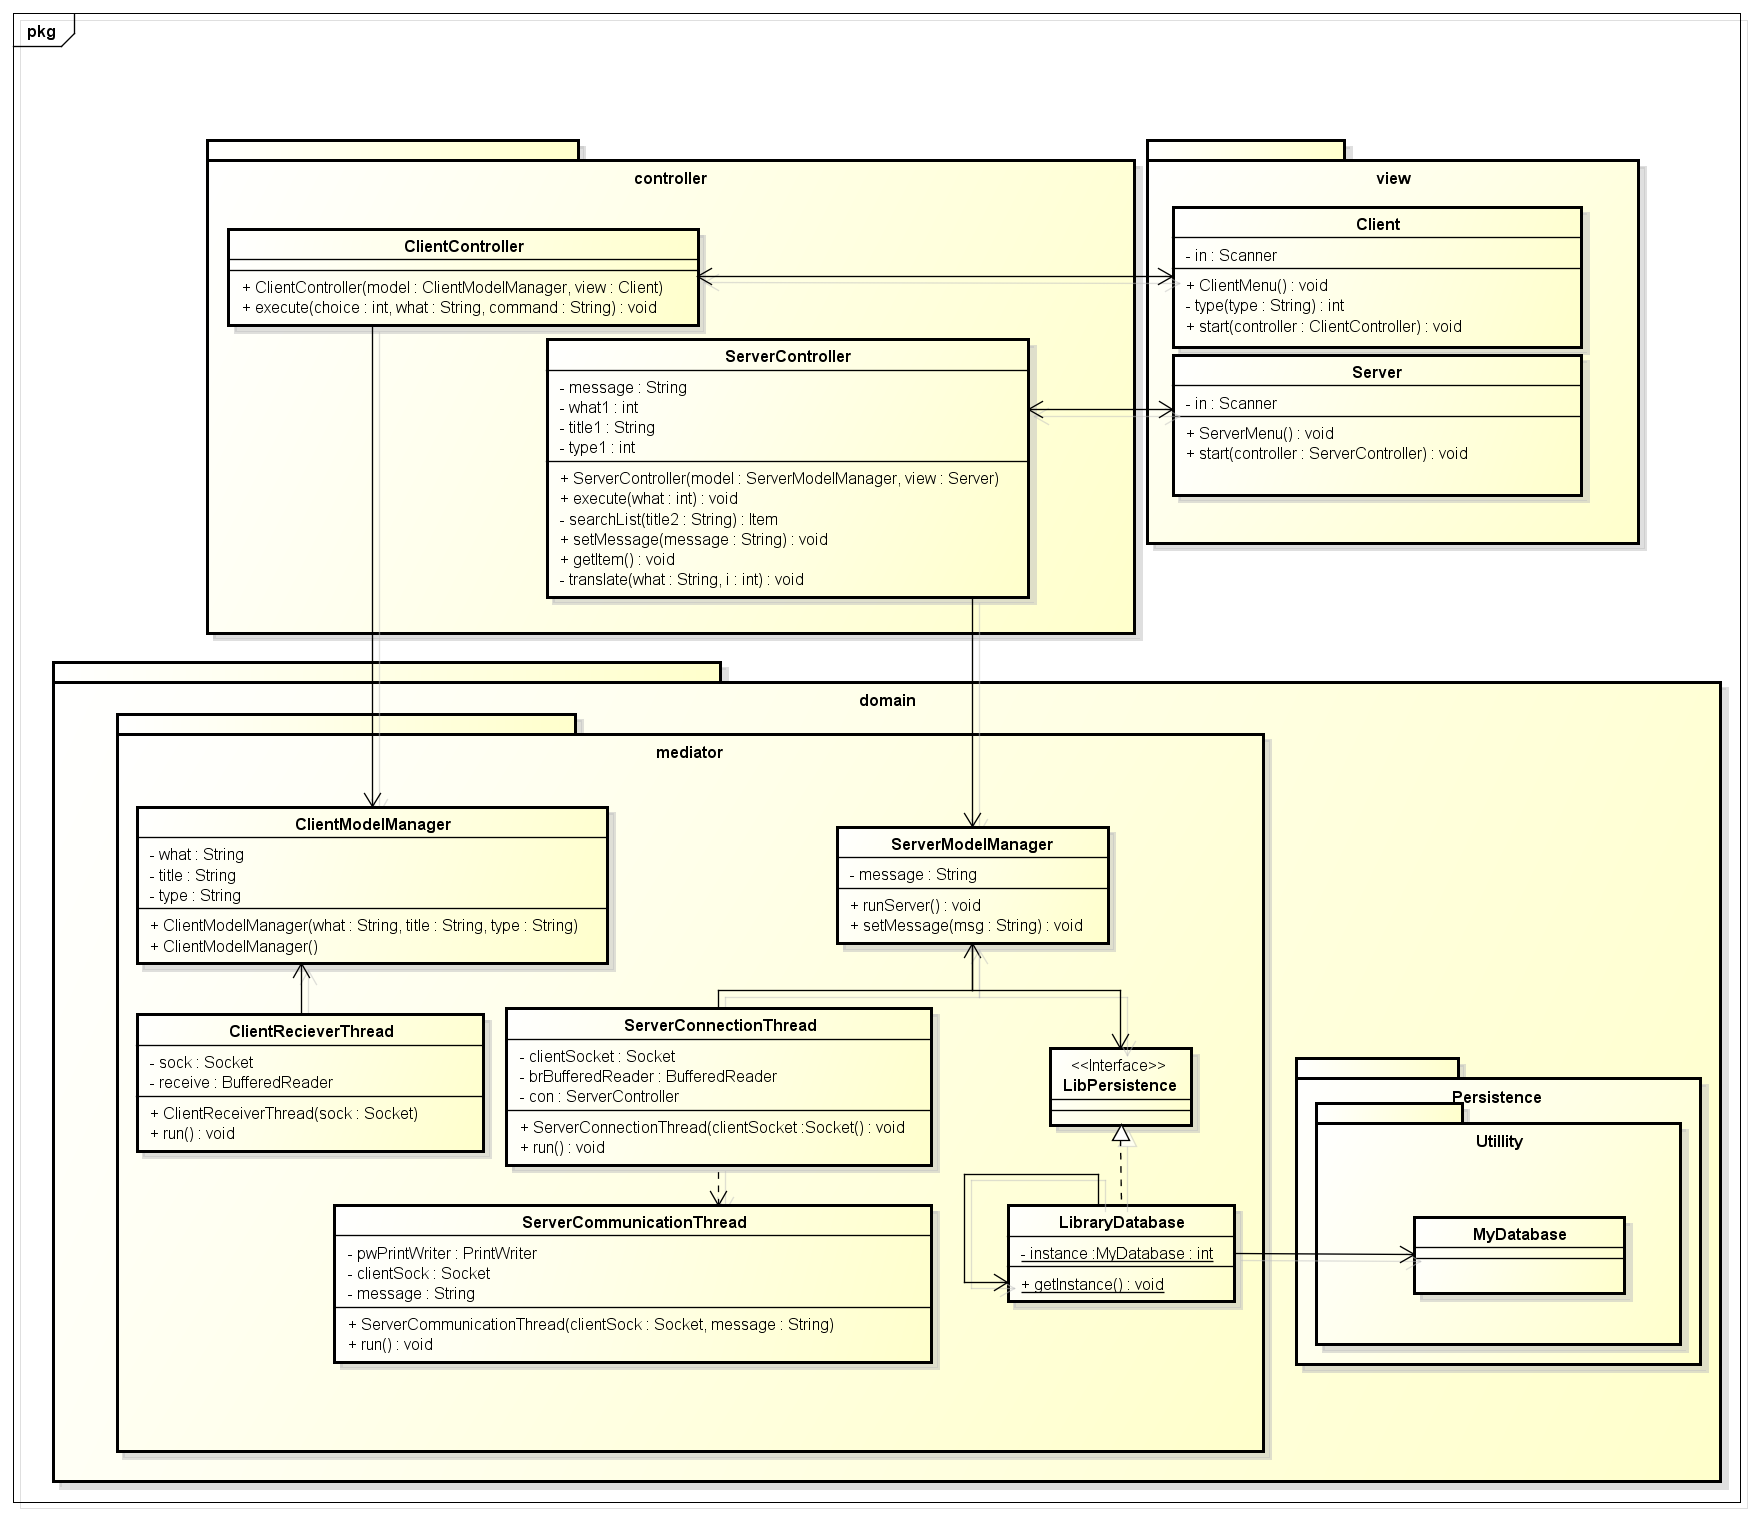 pkg
controller
ClientController
+ ClientController(model : ClientModelManager, view : Client)
+ execute(choice : int, what : String, command : String) : void
ServerController
- message : String
- what1 : int
- title1 : String
- type1 : int
+ ServerController(model : ServerModelManager, view : Server)
+ execute(what : int) : void
- searchList(title2 : String) : Item
+ setMessage(message : String) : void
+ getItem() : void
- translate(what : String, i : int) : void
view
Client
- in : Scanner
+ ClientMenu() : void
- type(type : String) : int
+ start(controller : ClientController) : void
Server
- in : Scanner
+ ServerMenu() : void
+ start(controller : ServerController) : void
domain
mediator
ClientModelManager
- what : String
- title : String
- type : String
+ ClientModelManager(what : String, title : String, type : String)
+ ClientModelManager()
ServerModelManager
- message : String
+ runServer() : void
+ setMessage(msg : String) : void
ClientRecieverThread
- sock : Socket
- receive : BufferedReader
+ ClientReceiverThread(sock : Socket)
+ run() : void
ServerConnectionThread
- clientSocket : Socket
- brBufferedReader : BufferedReader
- con : ServerController
+ ServerConnectionThread(clientSocket :Socket() : void
+ run() : void
<<Interface>>
LibPersistence
ServerCommunicationThread
- pwPrintWriter : PrintWriter
- clientSock : Socket
- message : String
+ ServerCommunicationThread(clientSock : Socket, message : String)
+ run() : void
LibraryDatabase
- instance :MyDatabase : int
+ getInstance() : void
Persistence
Utillity
MyDatabase